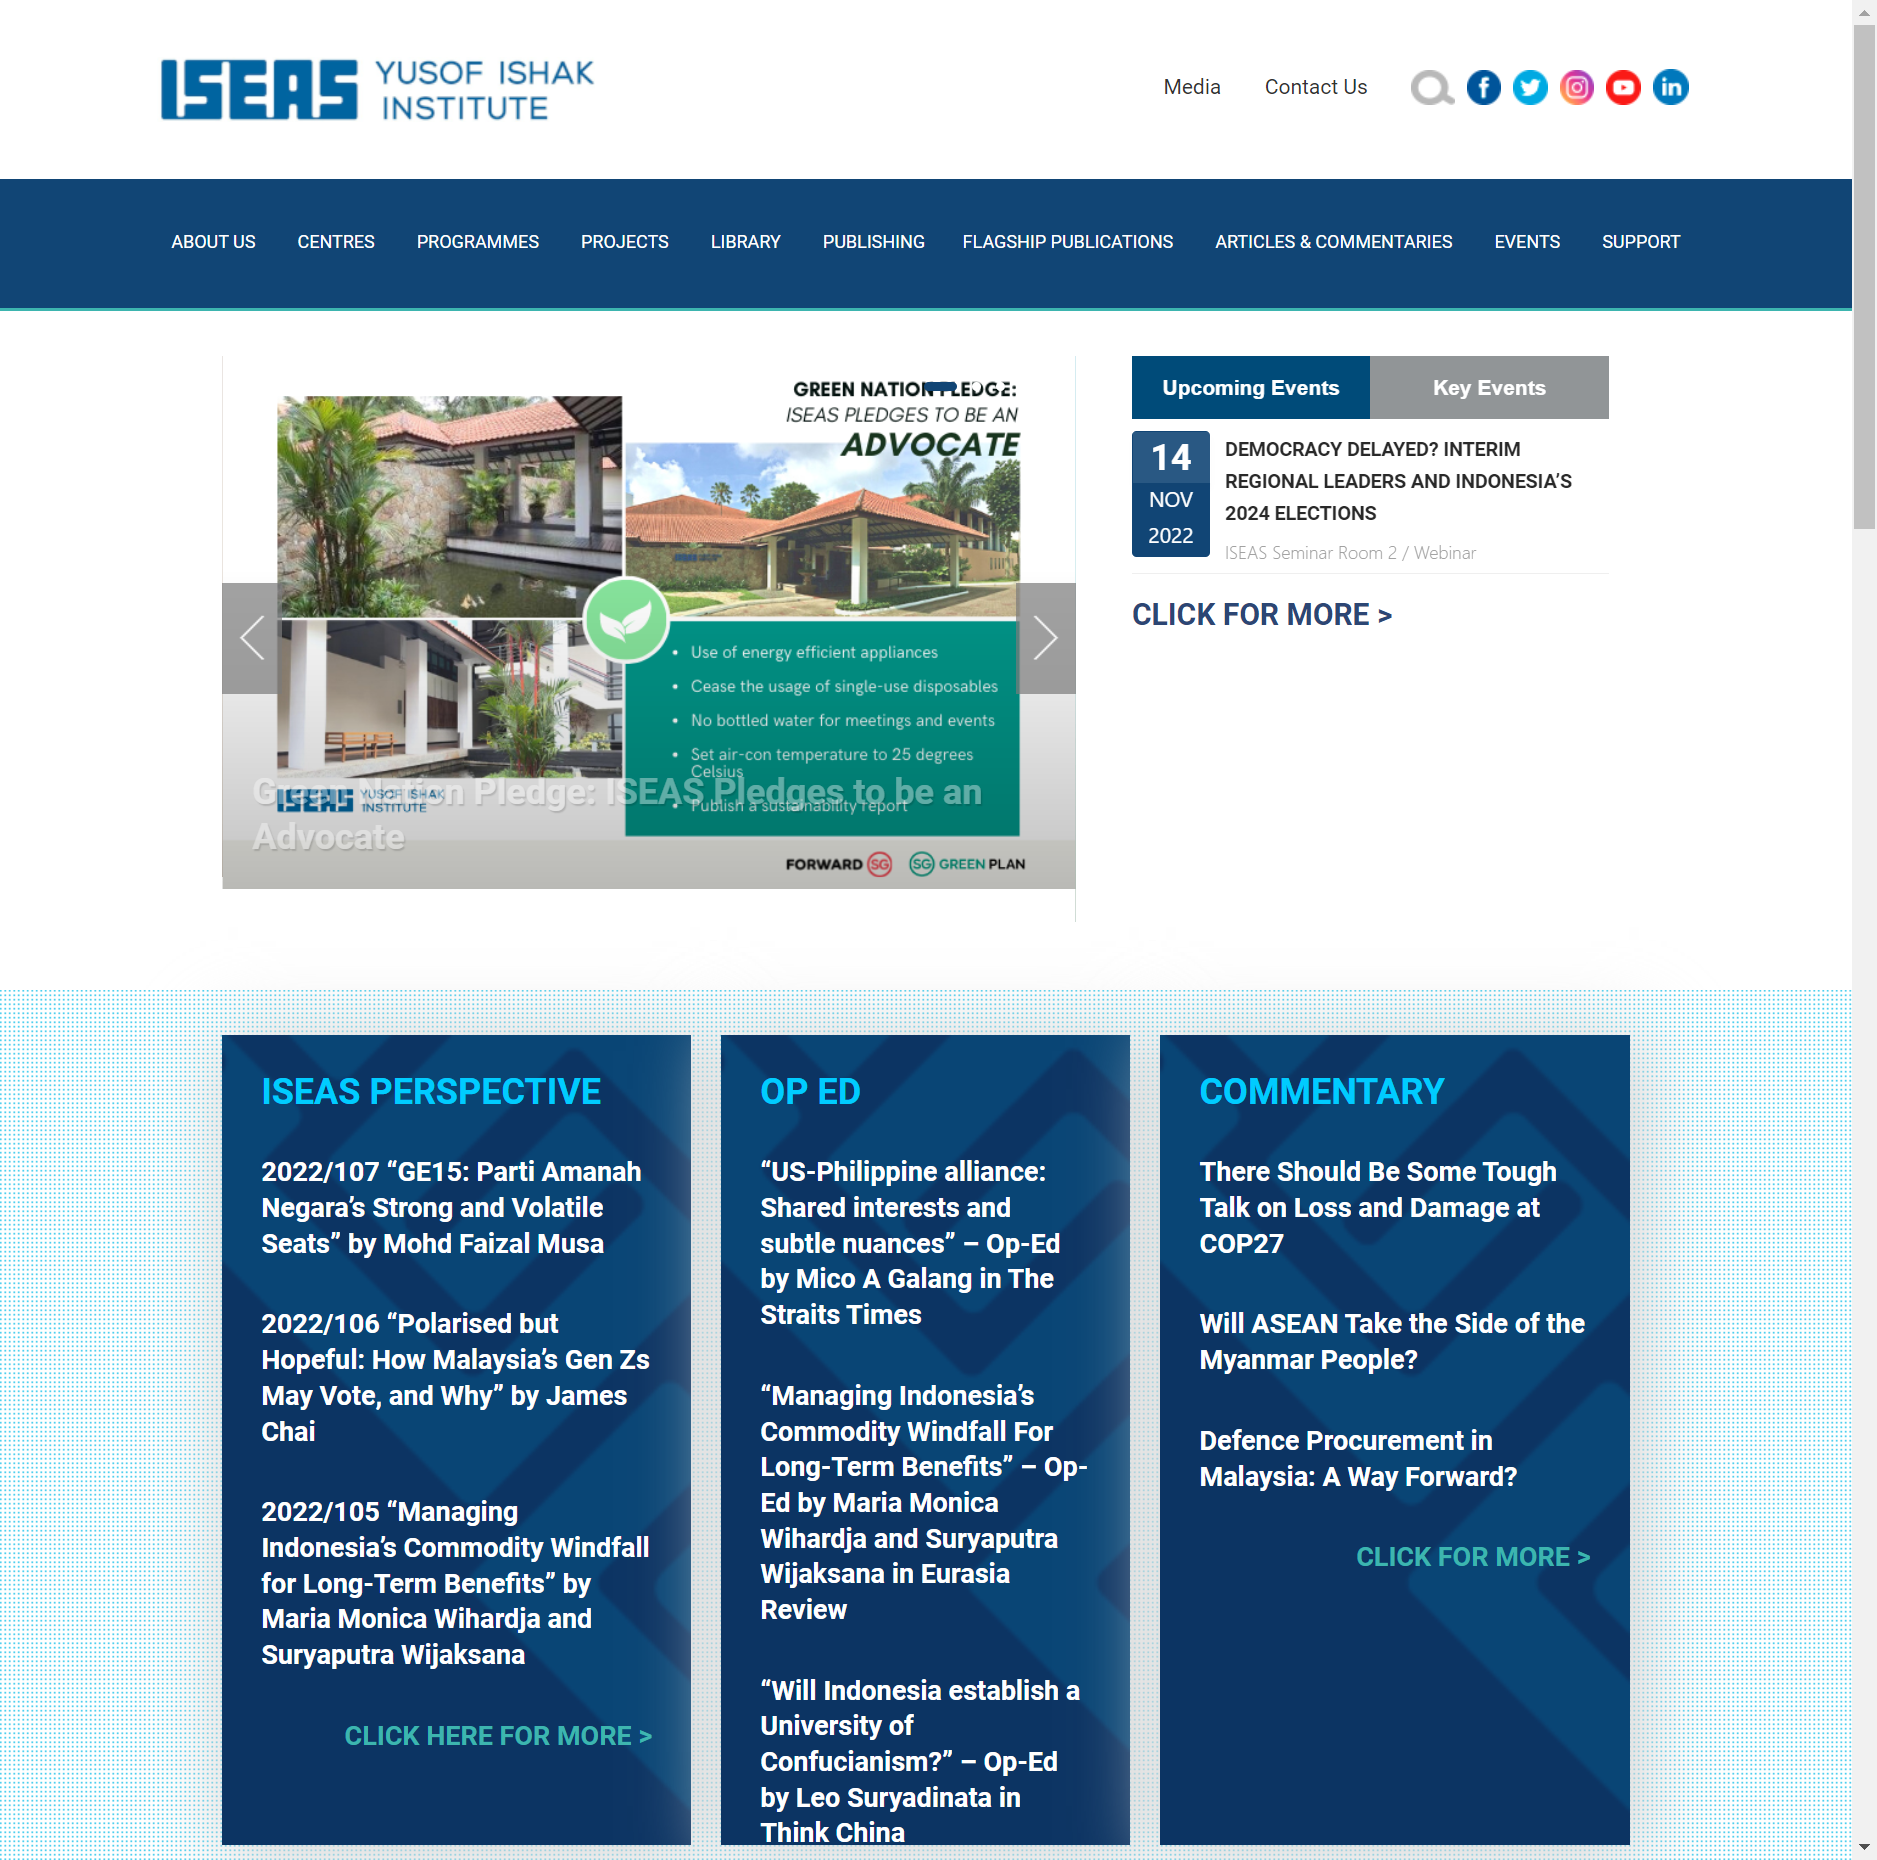 ISEAS YUSOF ISHAK
INSTITUTE
Media
Contact Us
ABOUT US
CENTRES
PROGRAMMES
PROJECTS
LIBRARY
PUBLISHING
FLAGSHIP PUBLICATIONS
ARTICLES & COMMENTARIES
EVENTS
SUPPORT
GREEN NATION PLEDGE:
ISEAS PLEDGES TO BE AN
ADVOCATE
• Use of energy efficient appliances
• Cease the usage of single-use disposables
• No bottled water for meetings and events
• Set air-con temperature to 25 degrees
Celsius
• Publish a sustainability report
ISEAS YUSOF ISHAK
INSTITUTE
Green Nation Pledge: ISEAS Pledges to be an
Advocate
FORWARD SG
SG GREEN PLAN
Upcoming Events
Key Events
14
NOV
2022
DEMOCRACY DELAYED? INTERIM
REGIONAL LEADERS AND INDONESIA’S
2024 ELECTIONS
ISEAS Seminar Room 2 / Webinar
CLICK FOR MORE >
ISEAS PERSPECTIVE
2022/107 “GE15: Parti Amanah
Negara’s Strong and Volatile
Seats” by Mohd Faizal Musa
2022/106 “Polarised but
Hopeful: How Malaysia’s Gen Zs
May Vote, and Why” by James
Chai
2022/105 “Managing
Indonesia’s Commodity Windfall
for Long-Term Benefits” by
Maria Monica Wihardja and
Suryaputra Wijaksana
CLICK HERE FOR MORE >
OP ED
“US-Philippine alliance:
Shared interests and
subtle nuances” – Op-Ed
by Mico A Galang in The
Straits Times
“Managing Indonesia’s
Commodity Windfall For
Long-Term Benefits” – Op-
Ed by Maria Monica
Wihardja and Suryaputra
Wijaksana in Eurasia
Review
“Will Indonesia establish a
University of
Confucianism?” – Op-Ed
by Leo Suryadinata in
Think China
COMMENTARY
There Should Be Some Tough
Talk on Loss and Damage at
COP27
Will ASEAN Take the Side of the
Myanmar People?
Defence Procurement in
Malaysia: A Way Forward?
CLICK FOR MORE >